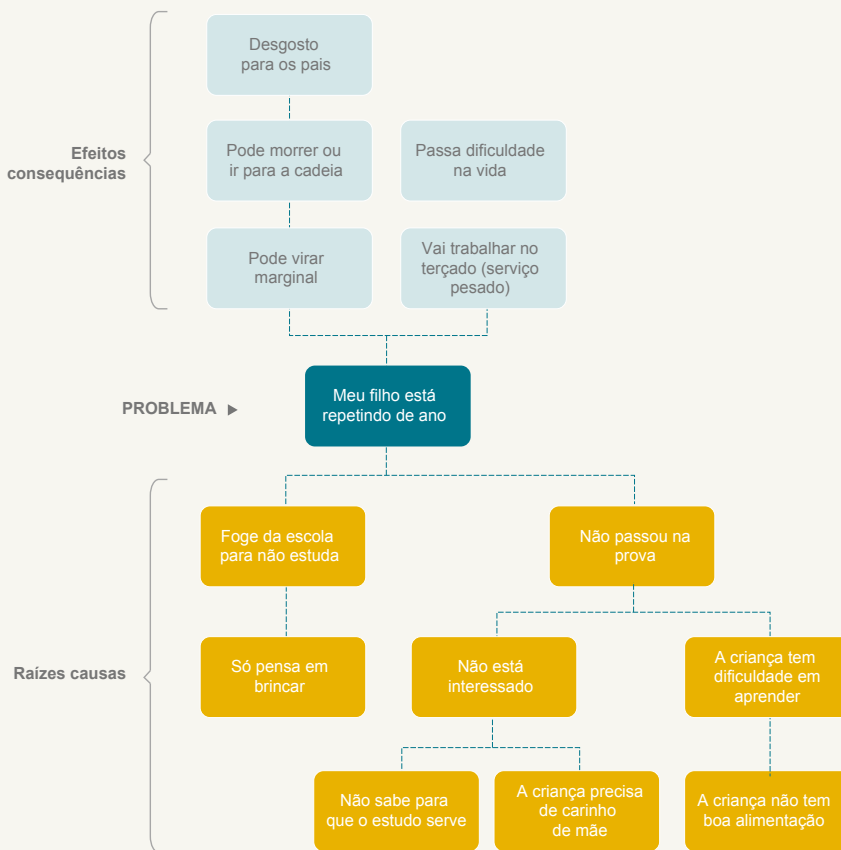 Desgosto
para os pais
Efeitos
consequências
Pode morrer ou
ir para a cadeia
Passa dificuldade
na vida
Pode virar
marginal
Vai trabalhar no
terçado (serviço
pesado)
PROBLEMA
Meu filho está
repetindo de ano
Foge da escola
para não estuda
Não passou na
prova
Raízes causas
Só pensa em
brincar
Não está
interessado
A criança tem
dificuldade em
aprender
Não sabe para
que o estudo serve
A criança precisa
de carinho
de mãe
A criança não tem
boa alimentação